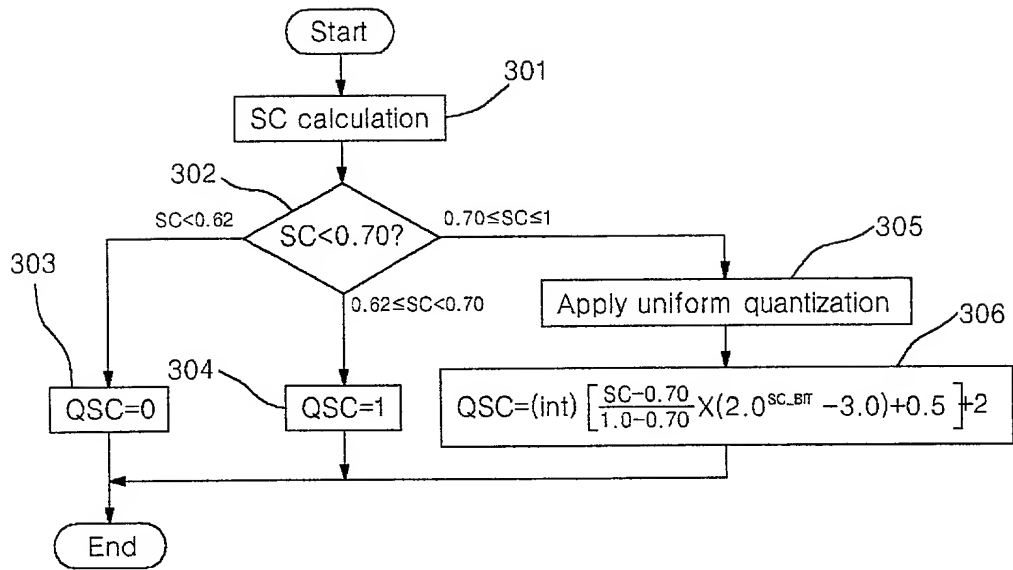 Start
301
SC calculation
302
SC<0.62
SC<0.70?
0.70≤SC≤1
305
303
0.62≤SC<0.70
Apply uniform quantization
306
304
QSC=0
QSC=1
QSC=(int) [SC-0.70/1.0-0.70 X(2.0^SC_BIT -3.0)+0.5]+2
End